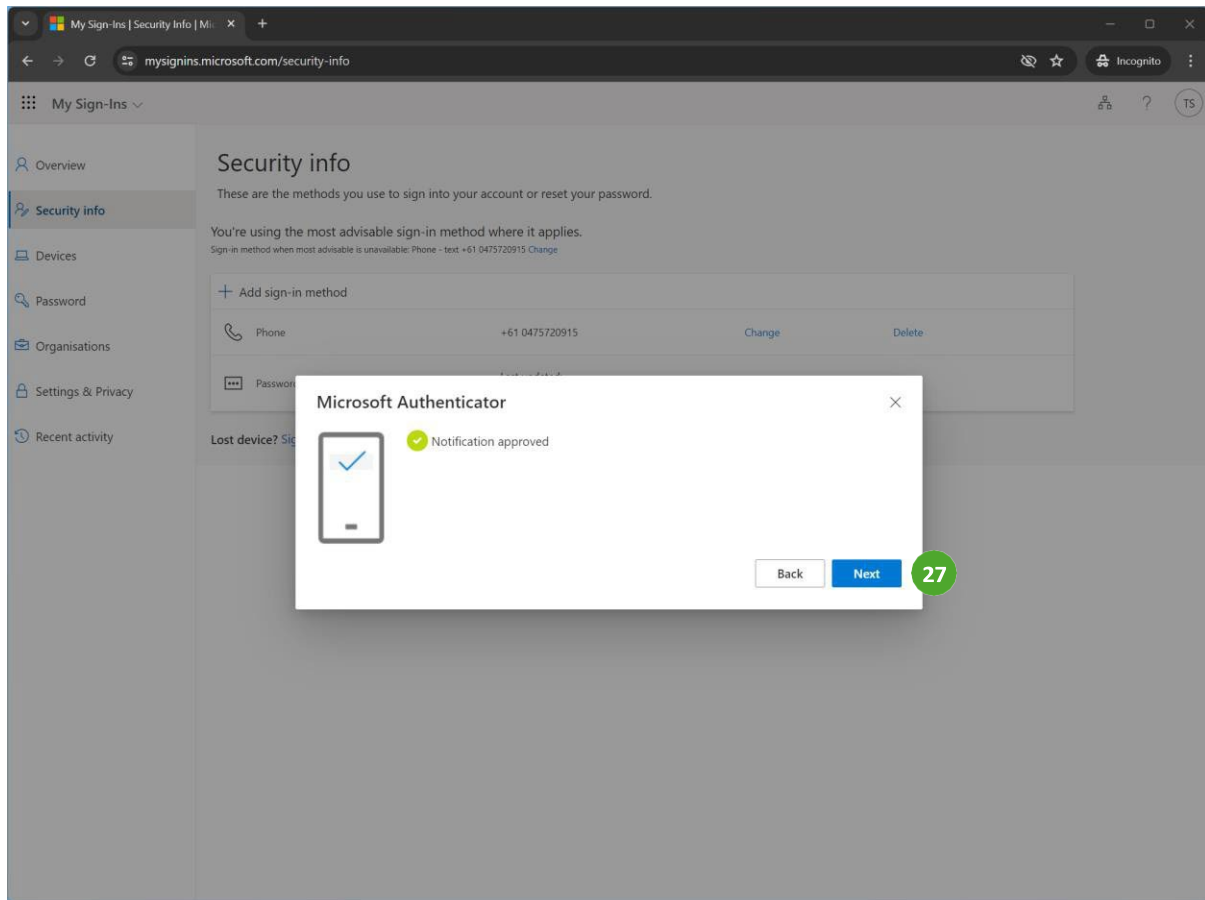 My Sign-Ins | Security Info | Mi
mysignins.microsoft.com/security-info
Incognito
My Sign-Ins
? TS
Overview
Security info
Devices
Password
Organisations
Settings & Privacy
Recent activity
Security info
These are the methods you use to sign into your account or reset your password.
You're using the most advisable sign-in method where it applies.
Sign-in method when most advisable is unavailable: Phone - text +61 0475720915 Change
+ Add sign-in method
Phone +61 0475720915 Change Delete
Passwor
Lost device? Sig
Microsoft Authenticator
Notification approved
Back Next 27